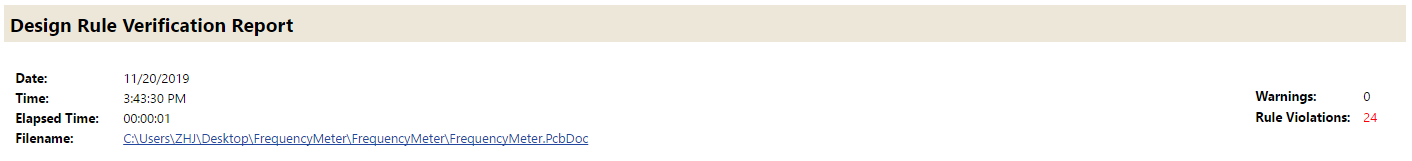 Design Rule Verification Report
Date: 11/20/2019
Time: 3:43:30 PM
Elapsed Time: 00:00:01
Filename: C:\Users\ZHJ\Desktop\FrequencyMeter\FrequencyMeter\FrequencyMeter.PcbDoc
Warnings: 0
Rule Violations: 24